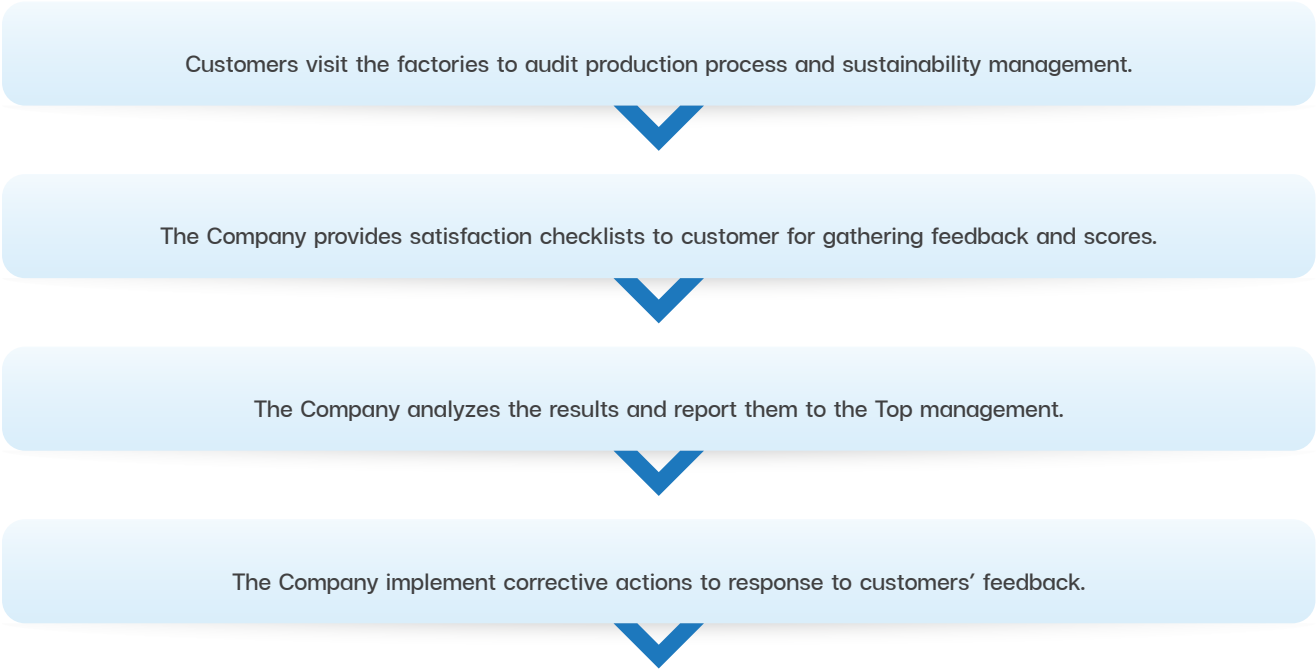 Customers visit the factories to audit production process and sustainability management.
The Company provides satisfaction checklists to customer for gathering feedback and scores.
The Company analyzes the results and report them to the Top management.
The Company implement corrective actions to response to customers’ feedback.